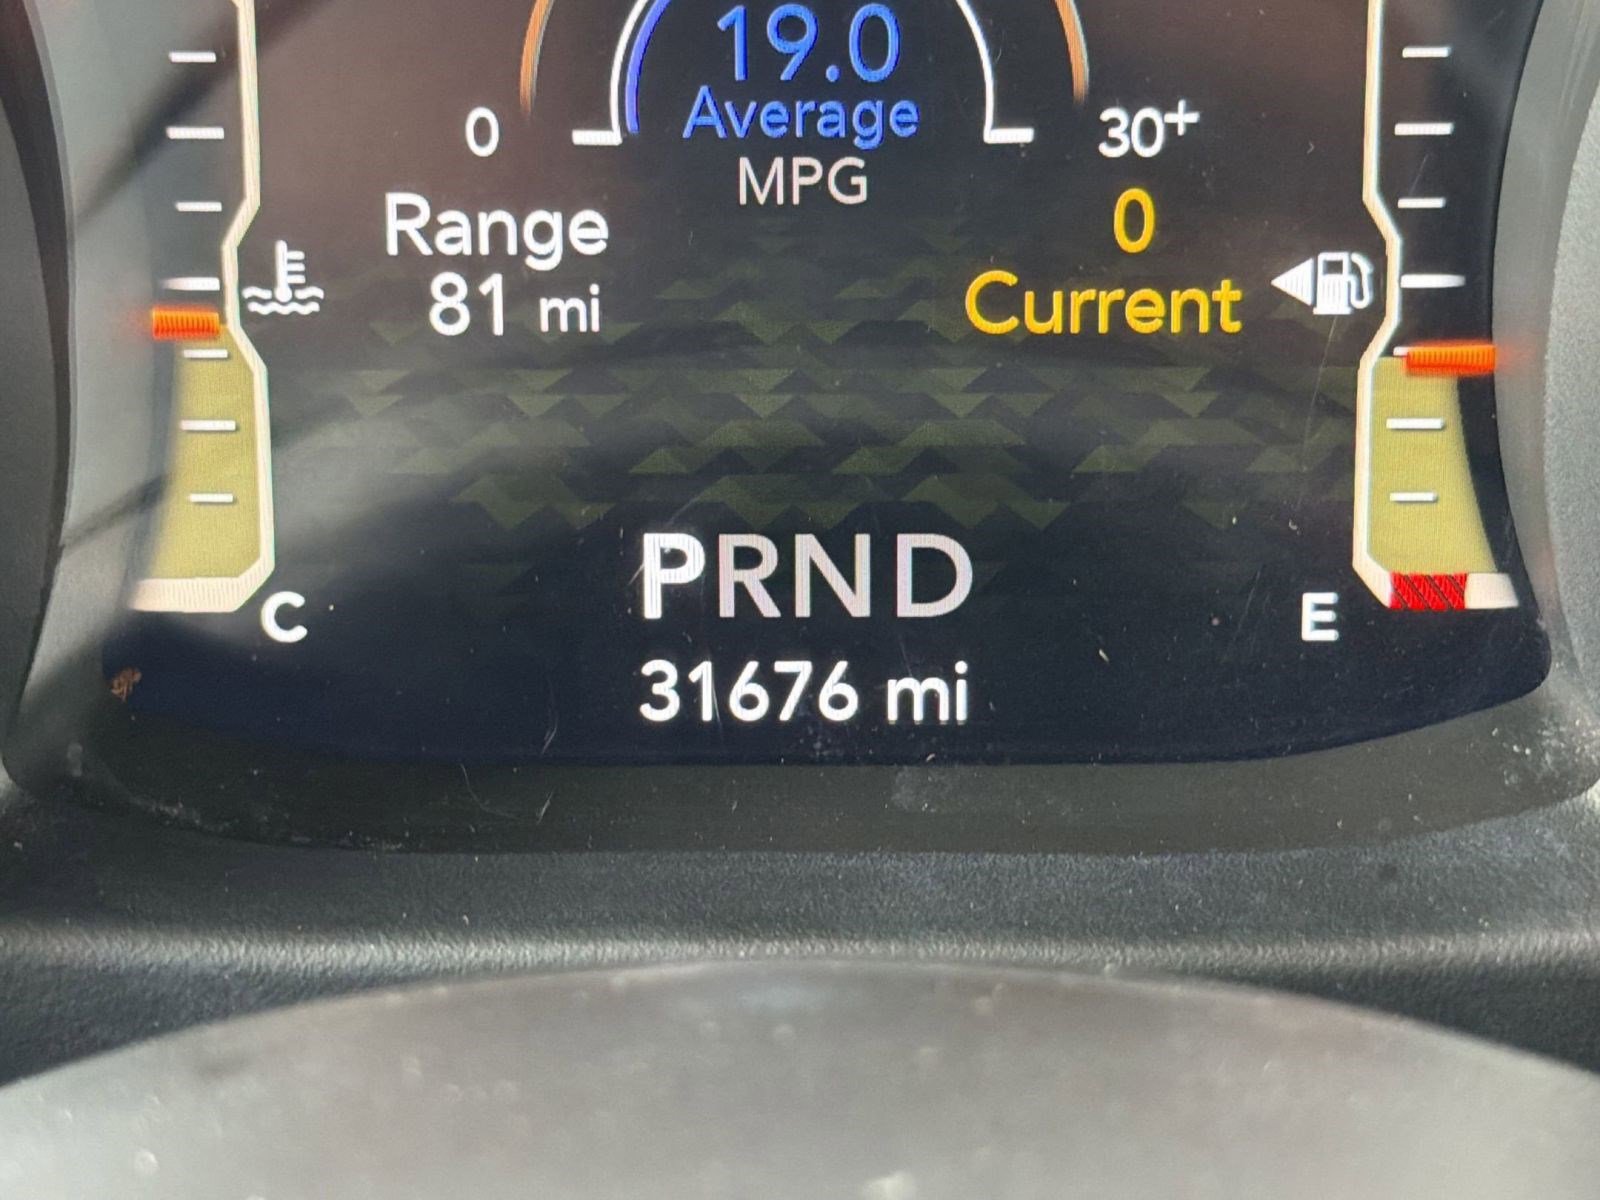 19.0
Average
MPG
0
30+
Range
81 mi
0
Current
PRND
31676 mi
C
E